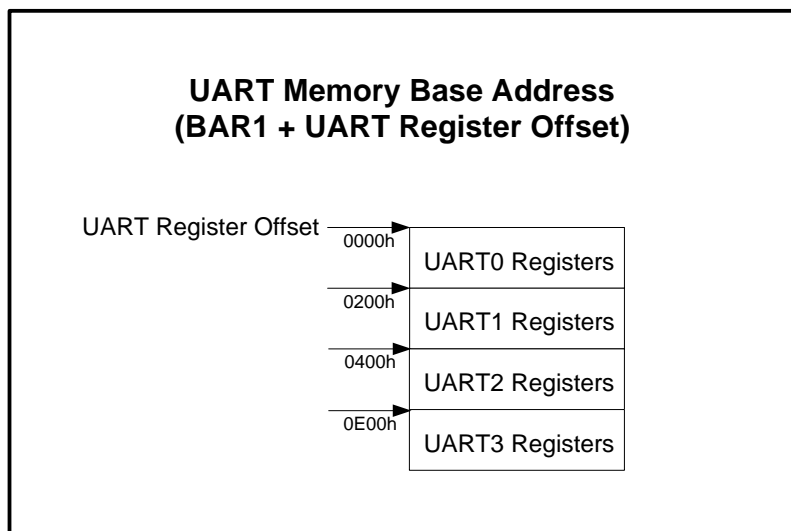 UART Memory Base Address
(BAR1 + UART Register Offset)
UART Register Offset
0000h
UART0 Registers
0200h
UART1 Registers
0400h
UART2 Registers
0E00h
UART3 Registers